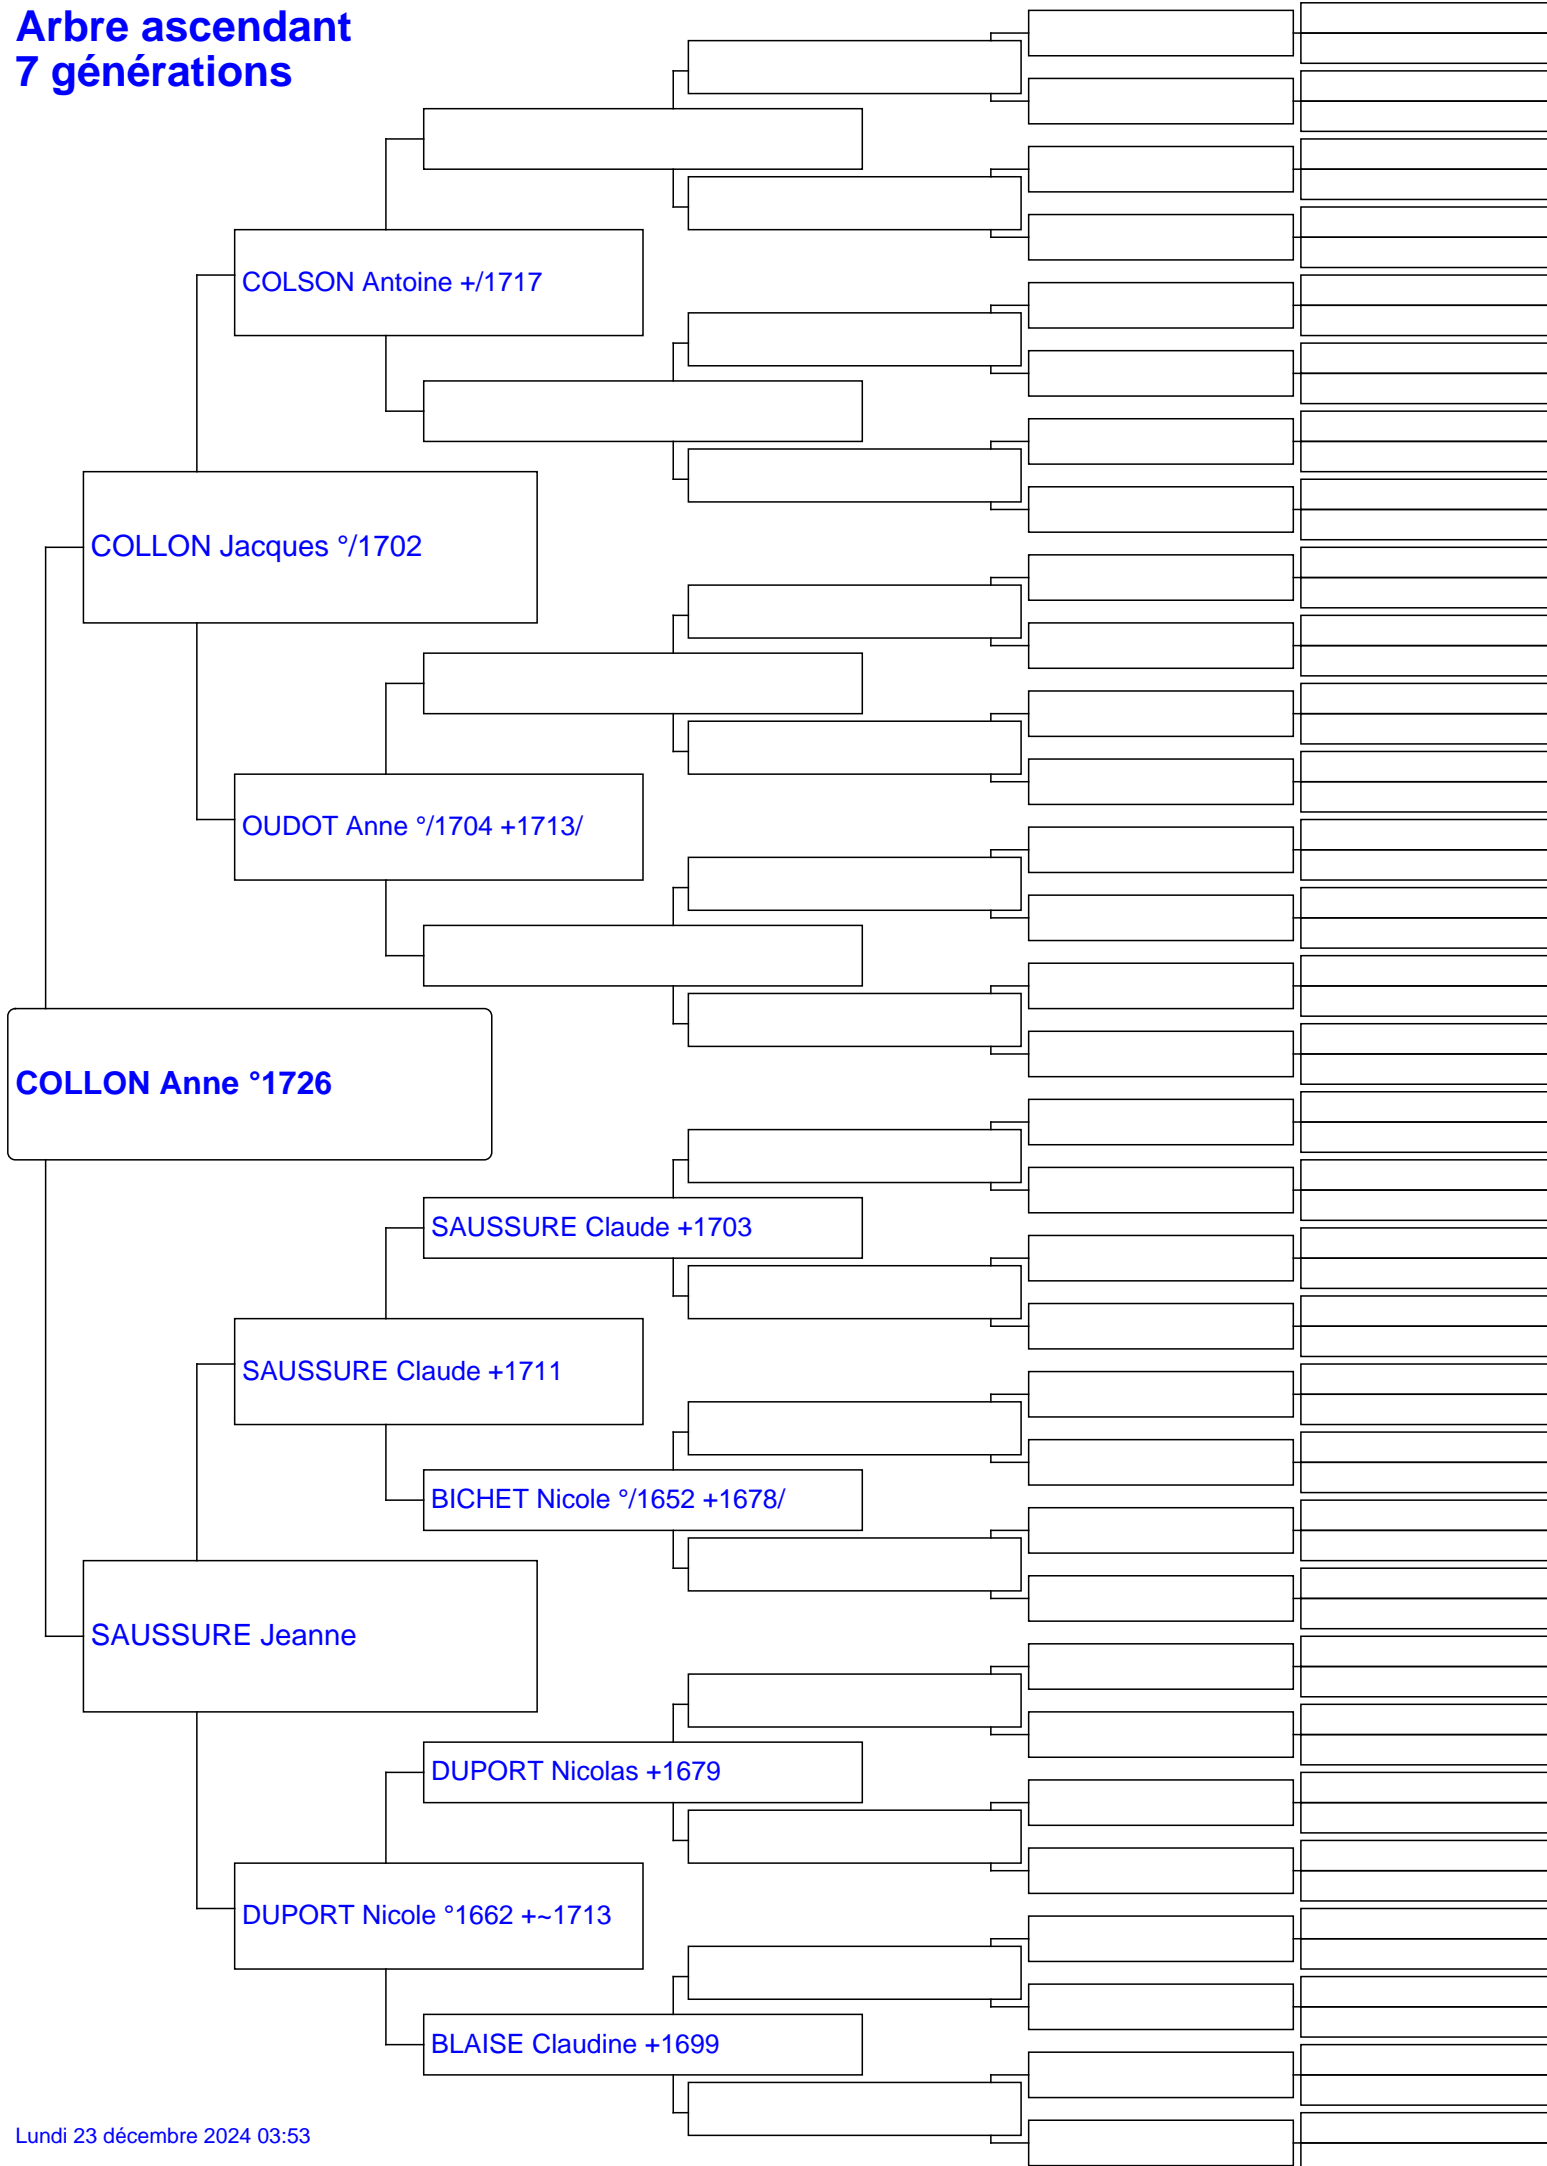 Arbre ascendant
7 générations
COLSON Antoine +/1717
COLLON Jacques °/1702
OUDOT Anne °/1704 +1713/
COLLON Anne °1726
SAUSSURE Claude +1703
SAUSSURE Claude +1711
BICHET Nicole °/1652 +1678/
SAUSSURE Jeanne
DUPORT Nicolas +1679
DUPORT Nicole °1662 +~1713
BLAISE Claudine +1699
Lundi 23 décembre 2024 03:53